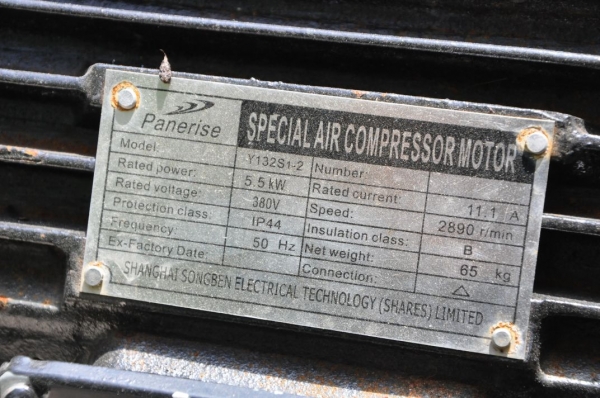 Panerise SPECIAL AIR COMPRESSOR MOTOR
Model: Y132S1-2 Number
Rated power: 5.5kW Rated current: 11.1 A
Rated voltage: 380V Speed: 2890 r/min
Protection class: IP44 Insulation class: B
Frequency: 50 Hz Net weight: 65 kg
Ex-Factory Date: Connection: △
SHANGHAI SONGBEN ELECTRICAL TECHNOLOGY (SHARES) LIMITED